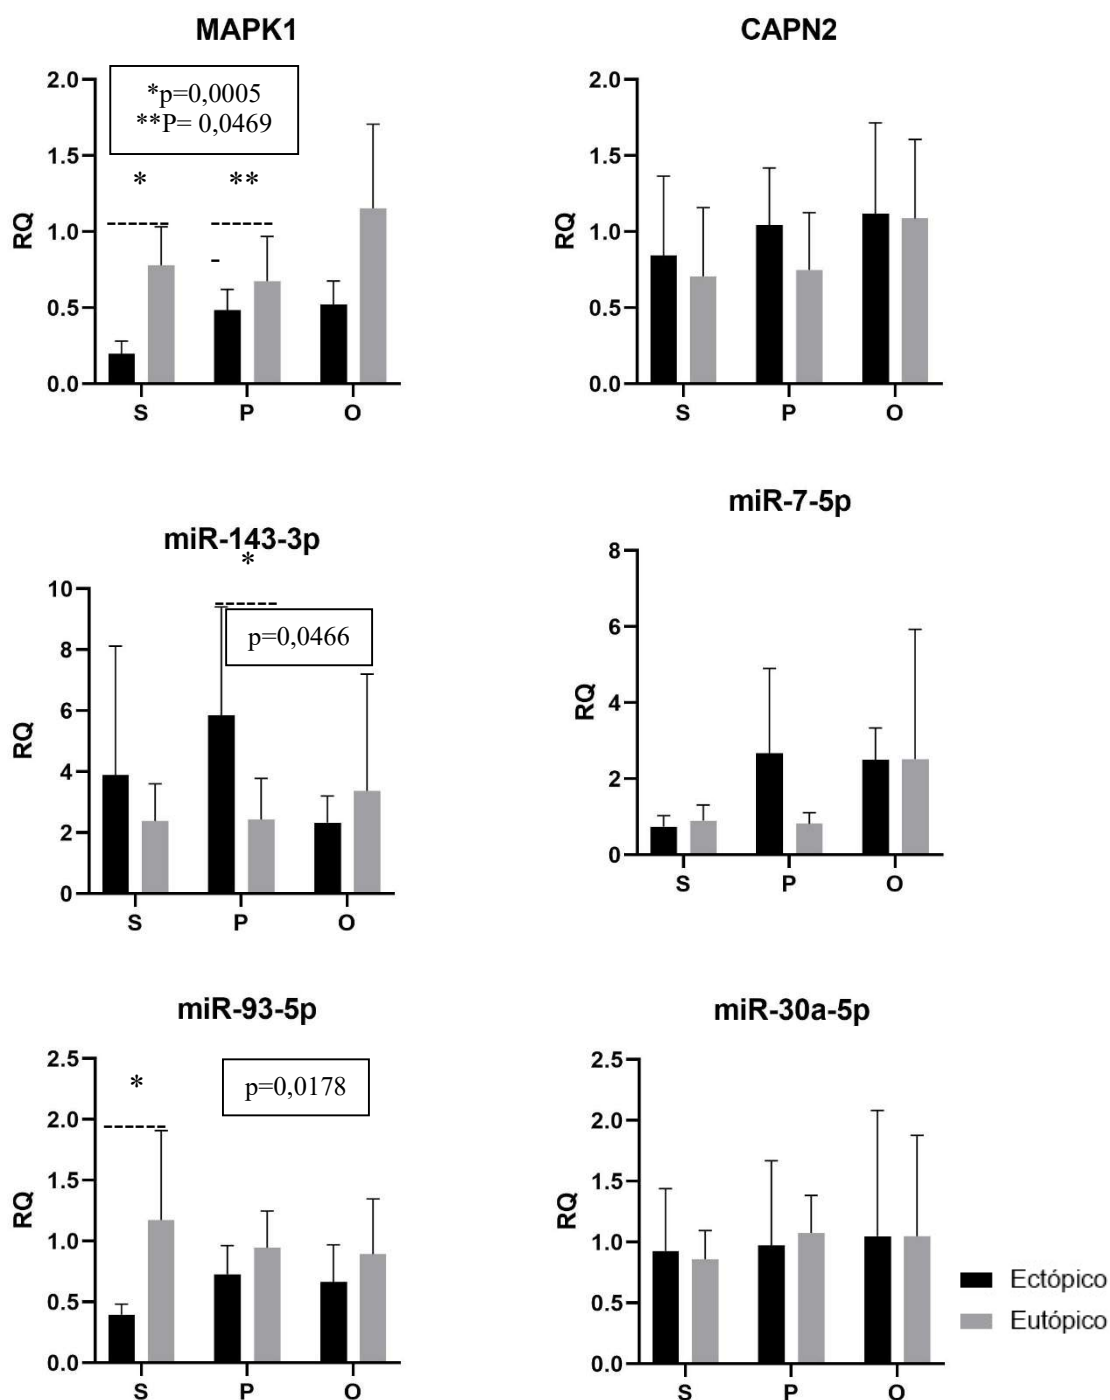 MAPK1
2.0
1.5
1.0
0.5
0.0
RQ
*p=0,0005
**P= 0,0469
*
**
S P O
CAPN2
2.0
1.5
1.0
0.5
0.0
RQ
S P O
miR-143-3p
*
10
8
6
4
2
0
RQ
p=0,0466
S P O
miR-7-5p
8
6
4
2
0
RQ
S P O
miR-93-5p
2.5
2.0
1.5
1.0
0.5
0.0
RQ
*
p=0,0178
S P O
miR-30a-5p
2.5
2.0
1.5
1.0
0.5
0.0
RQ
S P O
Ectópico
Eutópico